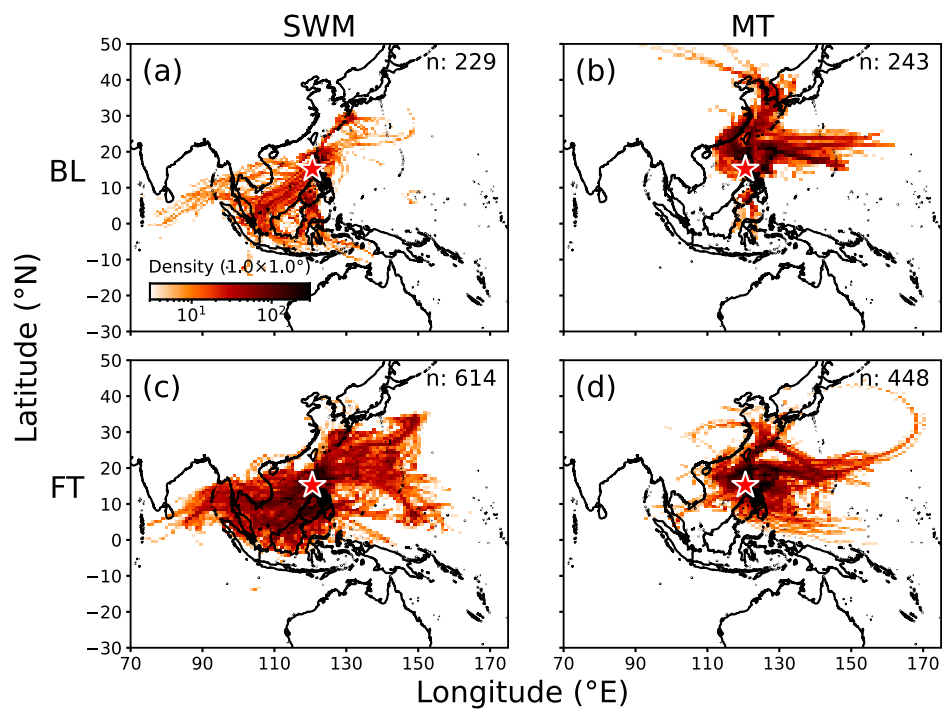 SWM MT
50 (a) n: 229 (b) n: 243
40
30
20
BL
10
0
−10
Density (1.0×1.0°)
−20
10¹ 10²
−30
50 (c) n: 614 (d) n: 448
40
30
20
FT
10
0
−10
−20
−30
70 90 110 130 150 170 70 90 110 130 150 170
Latitude (°N)
Longitude (°E)